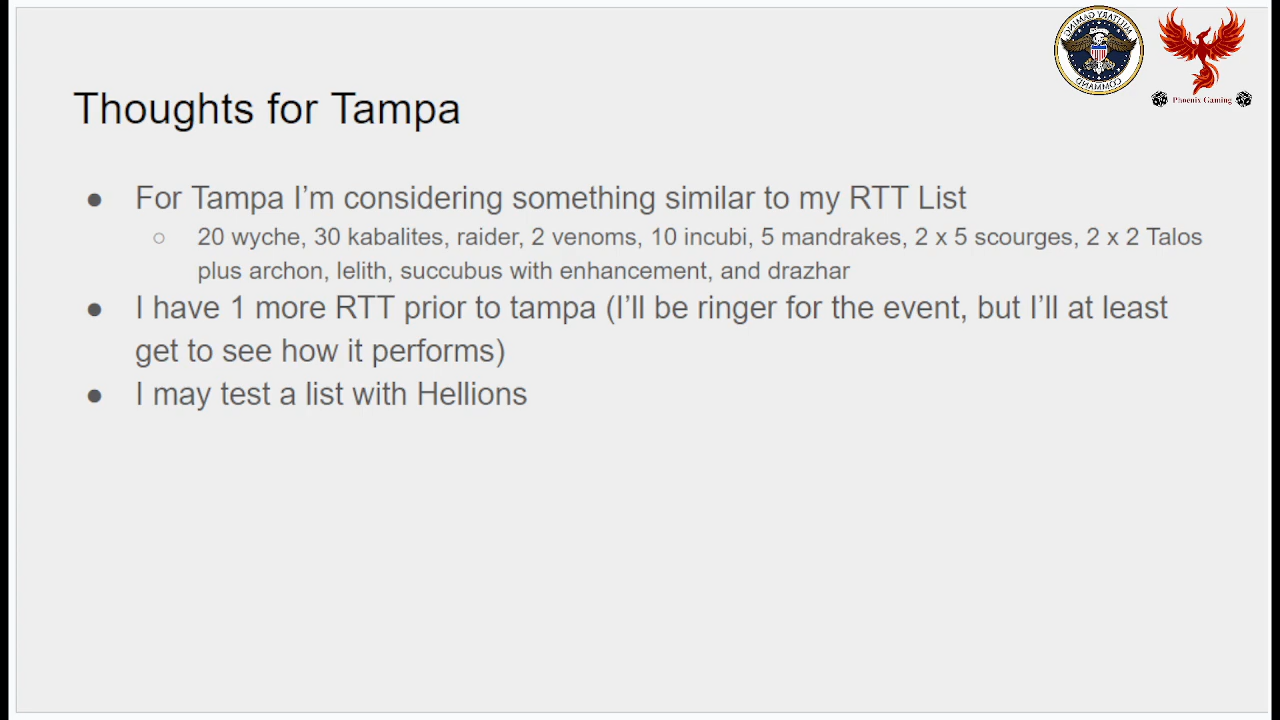 MILITARY GAMING
COMMAND
Phoenix Gaming
Thoughts for Tampa
● For Tampa I'm considering something similar to my RTT List
○ 20 wyche, 30 kabalites, raider, 2 venoms, 10 incubi, 5 mandrakes, 2 x 5 scourges, 2 x 2 Talos
plus archon, lelith, succubus with enhancement, and drazhar
● I have 1 more RTT prior to tampa (I'll be ringer for the event, but I'll at least
get to see how it performs)
● I may test a list with Hellions